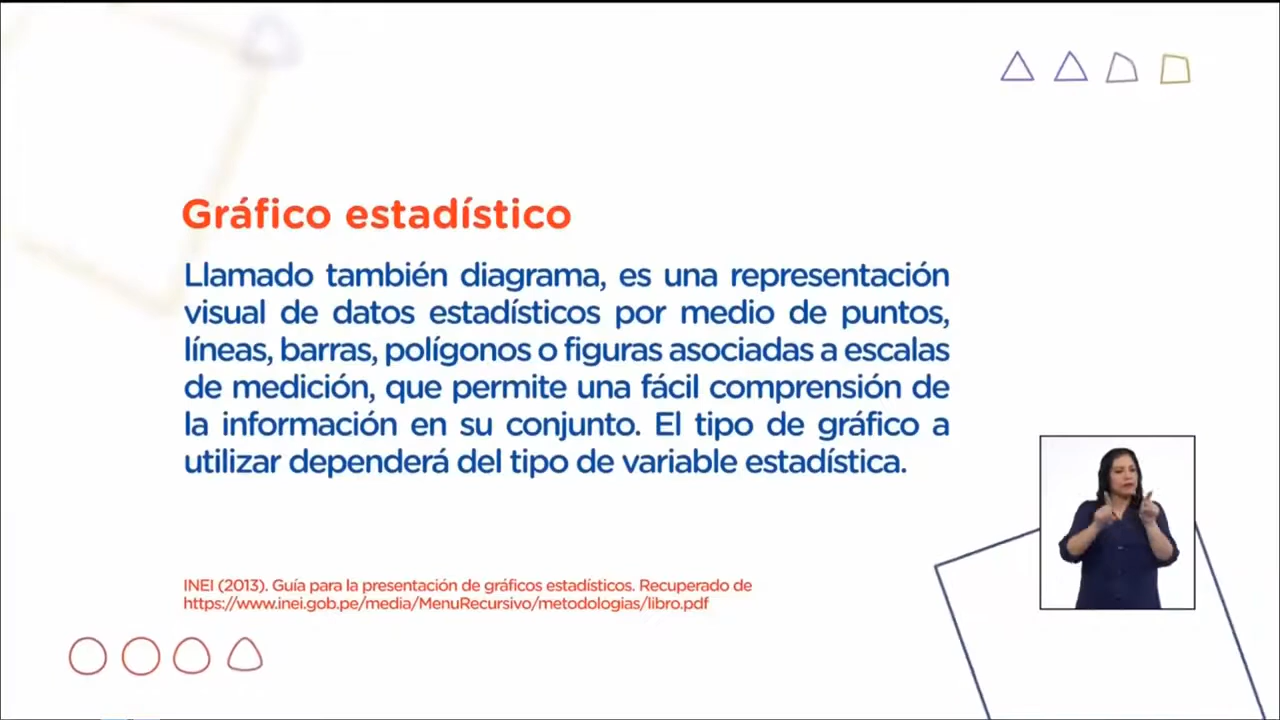 Gráfico estadístico
Llamado también diagrama, es una representación
visual de datos estadísticos por medio de puntos,
líneas, barras, polígonos o figuras asociadas a escalas
de medición, que permite una fácil comprensión de
la información en su conjunto. El tipo de gráfico a
utilizar dependerá del tipo de variable estadística.
INEI (2013). Guía para la presentación de gráficos estadísticos. Recuperado de
https://www.inei.gob.pe/media/MenuRecursivo/metodologias/libro.pdf